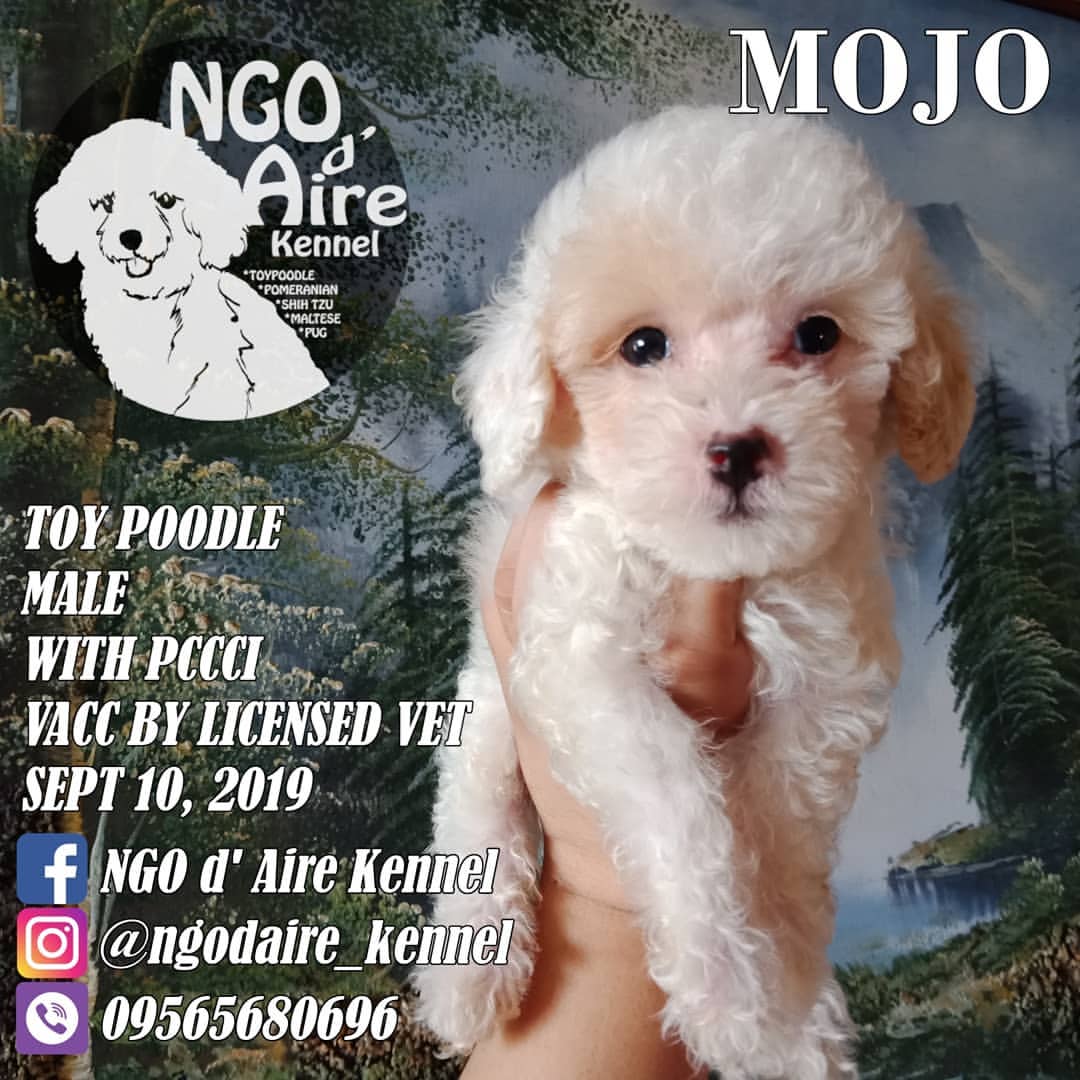 MOJO
NGO
d'
Aire
Kennel
*TOYPOODLE
*POMERANIAN
*SHIH TZU
*MALTESE
*PUG
TOY POODLE
MALE
WITH PCCCI
VACC BY LICENSED VET
SEPT 10, 2019
f NGO d' Aire Kennel
@ngodaire_kennel
09565680696